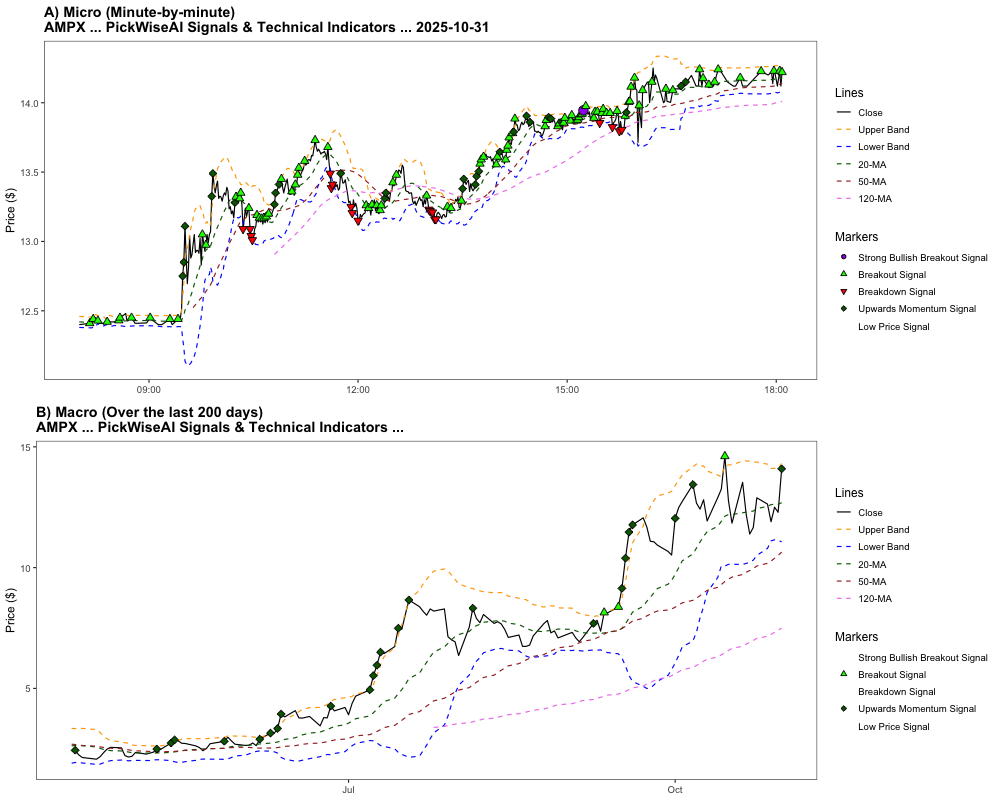 A) Micro (Minute-by-minute)
AMPX ... PickWiseAI Signals & Technical Indicators ... 2025-10-31
Price ($)
14.0
13.5
13.0
12.5
09:00
12:00
15:00
18:00
Lines
Close
Upper Band
Lower Band
20-MA
50-MA
120-MA
Markers
Strong Bullish Breakout Signal
Breakout Signal
Breakdown Signal
Upwards Momentum Signal
Low Price Signal
B) Macro (Over the last 200 days)
AMPX ... PickWiseAI Signals & Technical Indicators ...
Price ($)
15
10
5
Jul
Oct
Lines
Close
Upper Band
Lower Band
20-MA
50-MA
120-MA
Markers
Strong Bullish Breakout Signal
Breakout Signal
Breakdown Signal
Upwards Momentum Signal
Low Price Signal